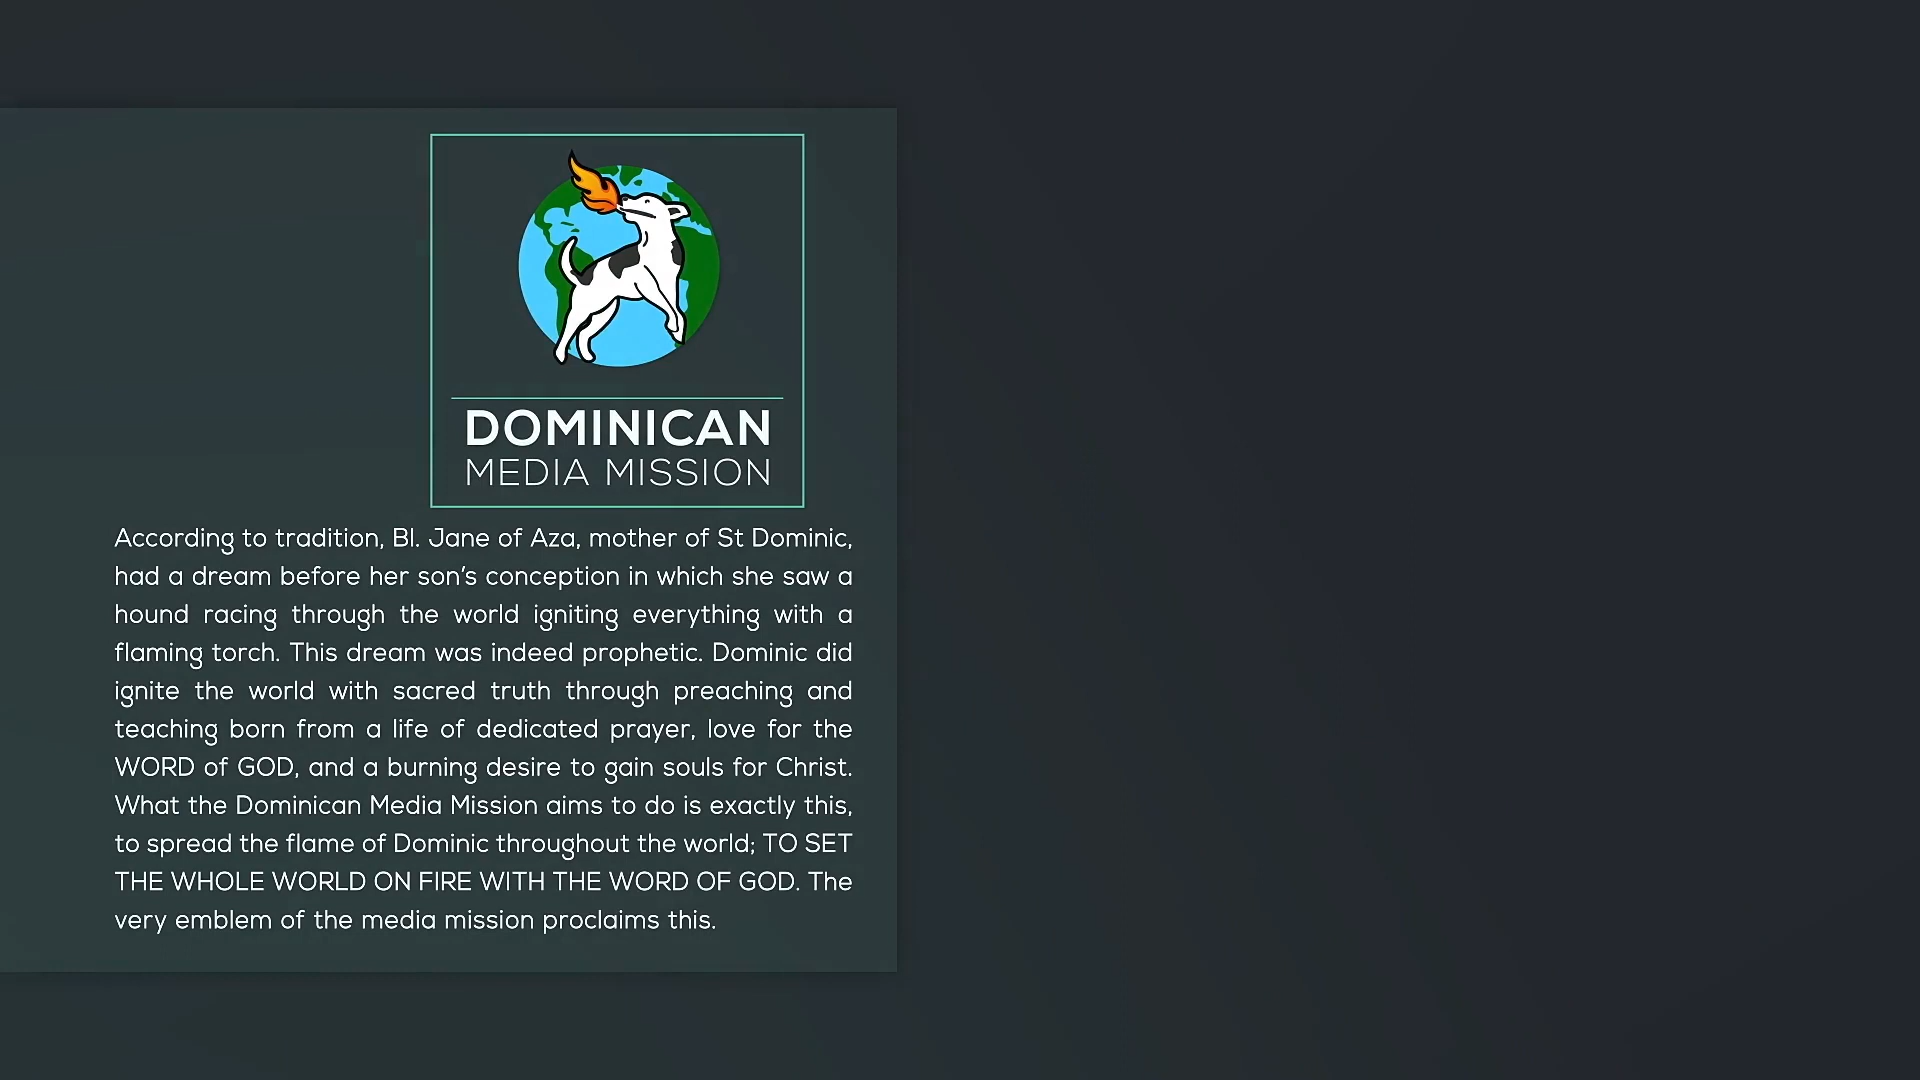 DOMINICAN
MEDIA MISSION
According to tradition, Bl. Jane of Aza, mother of St Dominic,
had a dream before her son's conception in which she saw a
hound racing through the world igniting everything with a
flaming torch. This dream was indeed prophetic. Dominic did
ignite the world with sacred truth through preaching and
teaching born from a life of dedicated prayer, love for the
WORD of GOD, and a burning desire to gain souls for Christ.
What the Dominican Media Mission aims to do is exactly this,
to spread the flame of Dominic throughout the world; TO SET
THE WHOLE WORLD ON FIRE WITH THE WORD OF GOD. The
very emblem of the media mission proclaims this.